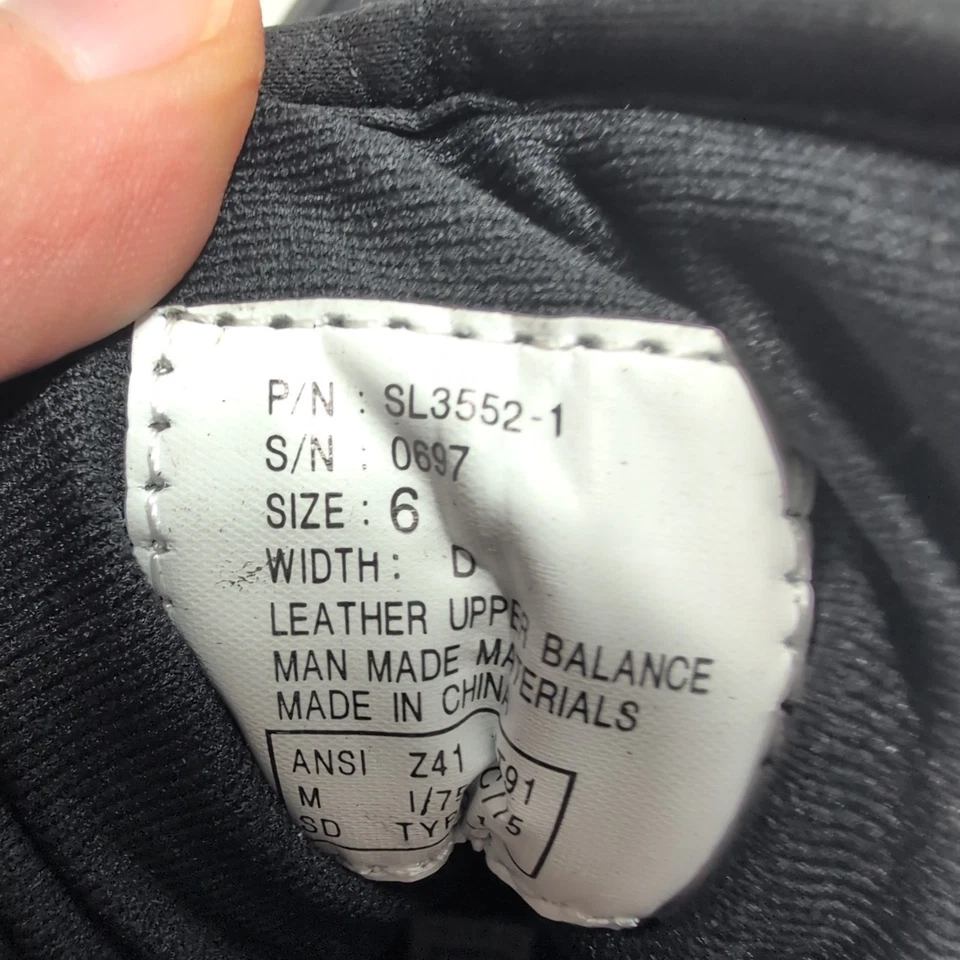 P/N : SL3552-1
S/N : 0697
SIZE : 6
WIDTH : D
LEATHER UPPER BALANCE
MAN MADE MATERIALS
MADE IN CHINA
ANSI Z41
M I/75 C/75
SD